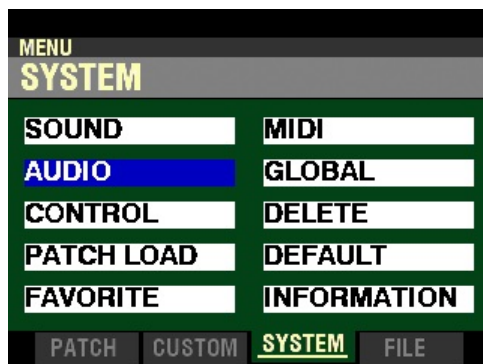 MENU
SYSTEM
SOUND
MIDI
AUDIO
GLOBAL
CONTROL
DELETE
PATCH LOAD
DEFAULT
FAVORITE
INFORMATION
PATCH CUSTOM SYSTEM FILE